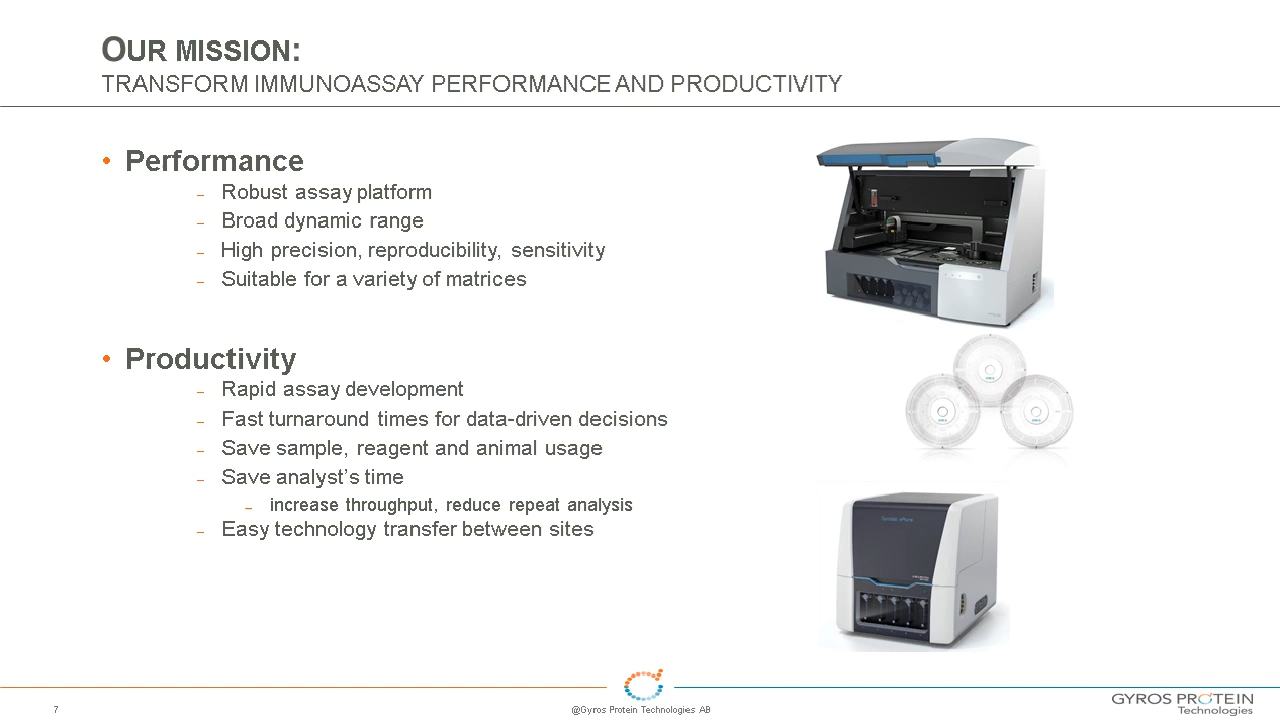 OUR MISSION:
TRANSFORM IMMUNOASSAY PERFORMANCE AND PRODUCTIVITY
• Performance
– Robust assay platform
– Broad dynamic range
– High precision, reproducibility, sensitivity
– Suitable for a variety of matrices
• Productivity
– Rapid assay development
– Fast turnaround times for data-driven decisions
– Save sample, reagent and animal usage
– Save analyst's time
– increase throughput, reduce repeat analysis
– Easy technology transfer between sites
7
@Gyros Protein Technologies AB
GYROS PROTEIN
Technologies